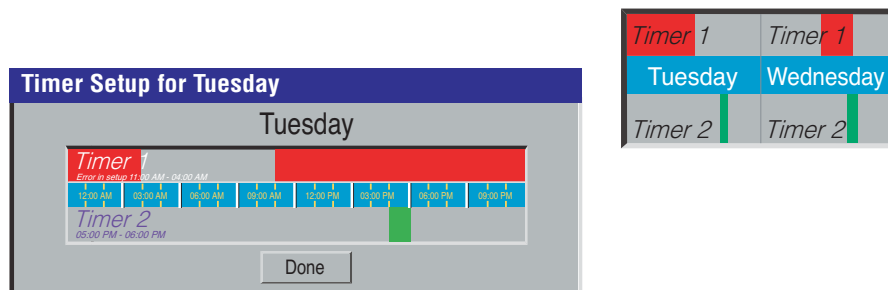 Timer Setup for Tuesday
Tuesday
Timer 1
Error in setup 11:00 AM - 04:00 AM
12:00 AM 03:00 AM 06:00 AM 09:00 AM 12:00 PM 03:00 PM 06:00 PM 09:00 PM
Timer 2
05:00 PM - 06:00 PM
Done
Timer 1 Timer 1
Tuesday Wednesday
Timer 2 Timer 2